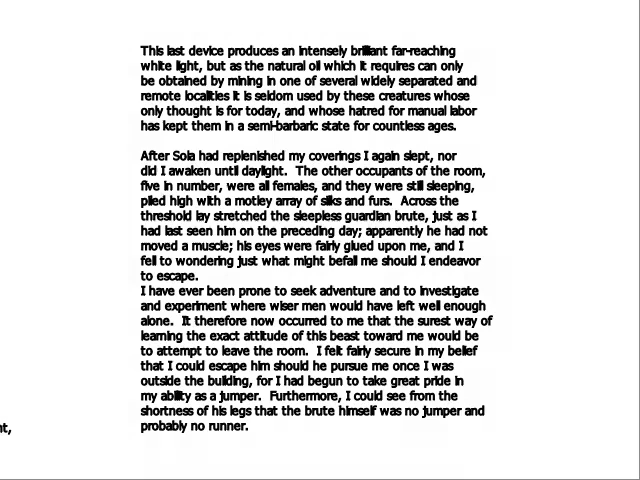 This last device produces an intensely brilliant far-reaching
white light, but as the natural oil which it requires can only
be obtained by mining in one of several widely separated and
remote localities it is seldom used by these creatures whose
only thought is for today, and whose hatred for manual labor
has kept them in a semi-barbaric state for countless ages.
After Sola had replenished my coverings I again slept, nor
did I awaken until daylight.  The other occupants of the room,
five in number, were all females, and they were still sleeping,
piled high with a motley array of silks and furs.  Across the
threshold lay stretched the sleepless guardian brute, just as I
had last seen him on the preceding day; apparently he had not
moved a muscle; his eyes were fairly glued upon me, and I
fell to wondering just what might befall me should I endeavor
to escape.
I have ever been prone to seek adventure and to investigate
and experiment where wiser men would have left well enough
alone.  It therefore now occurred to me that the surest way of
learning the exact attitude of this beast toward me would be
to attempt to leave the room.  I felt fairly secure in my belief
that I could escape him should he pursue me once I was
outside the building, for I had begun to take great pride in
my ability as a jumper.  Furthermore, I could see from the
shortness of his legs that the brute himself was no jumper and
probably no runner.